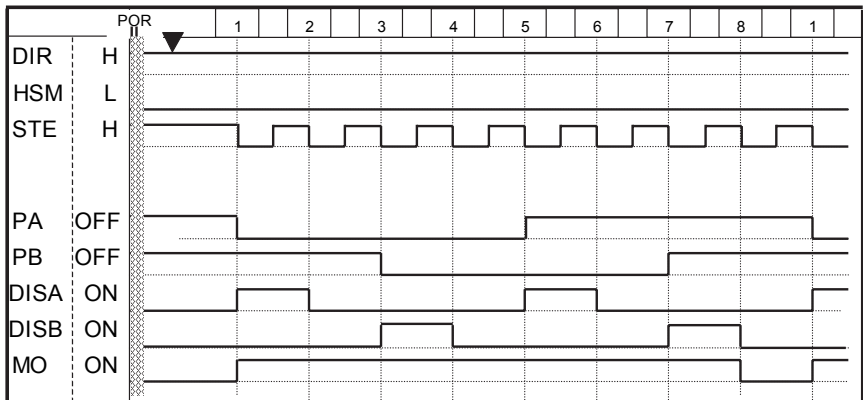 POR
1 2 3 4 5 6 7 8 1
DIR H
HSM L
STE H
PA OFF
PB OFF
DISA ON
DISB ON
MO ON